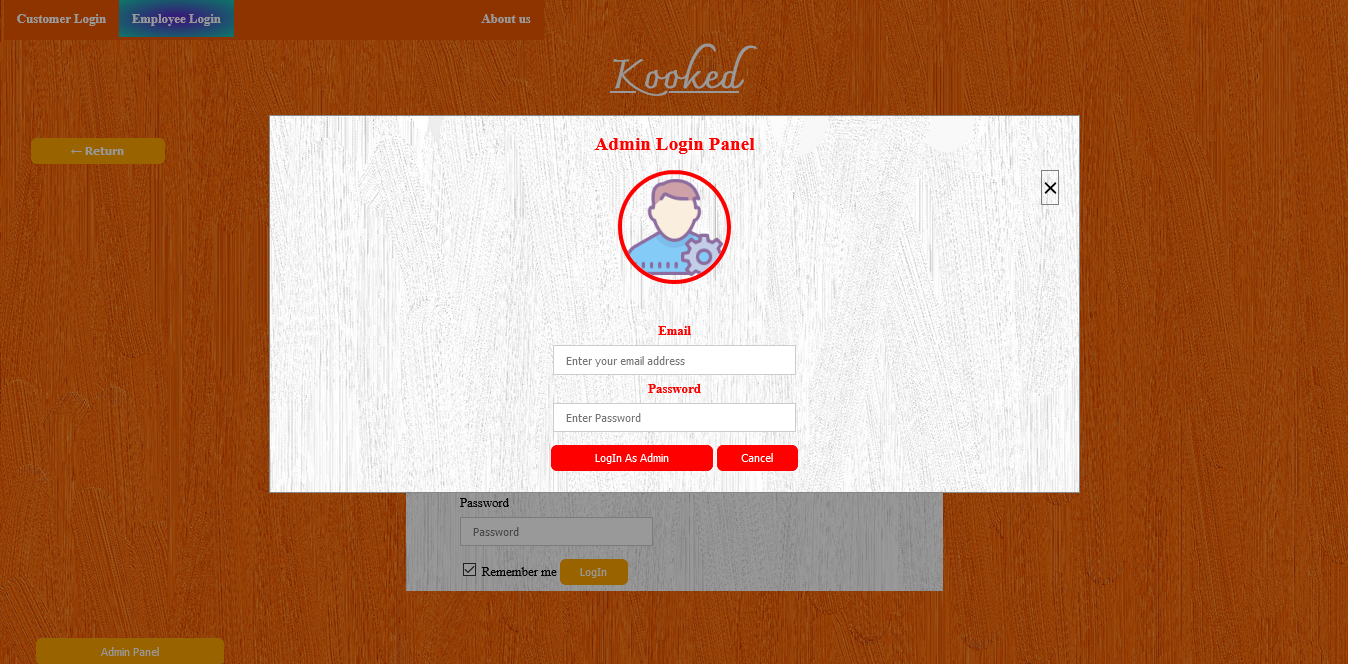 Customer Login Employee Login About us
Kooked
← Return
Admin Login Panel
×
Email
Enter your email address
Password
Enter Password
LogIn As Admin Cancel
Password
Password
Remember me LogIn
Admin Panel